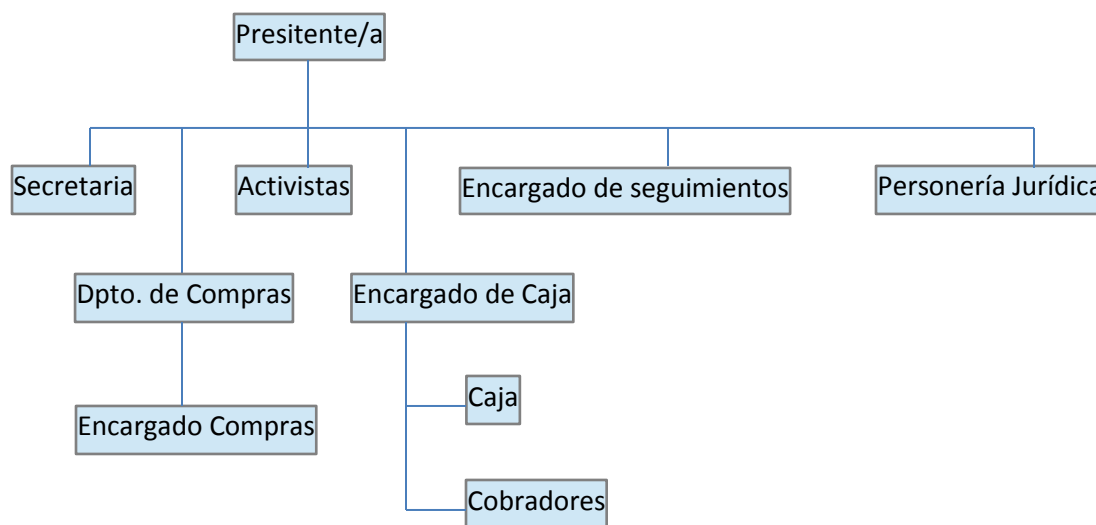 Presitente/a
Secretaria
Activistas
Encargado de seguimientos
Personería Jurídica
Dpto. de Compras
Encargado de Caja
Caja
Encargado Compras
Cobradores